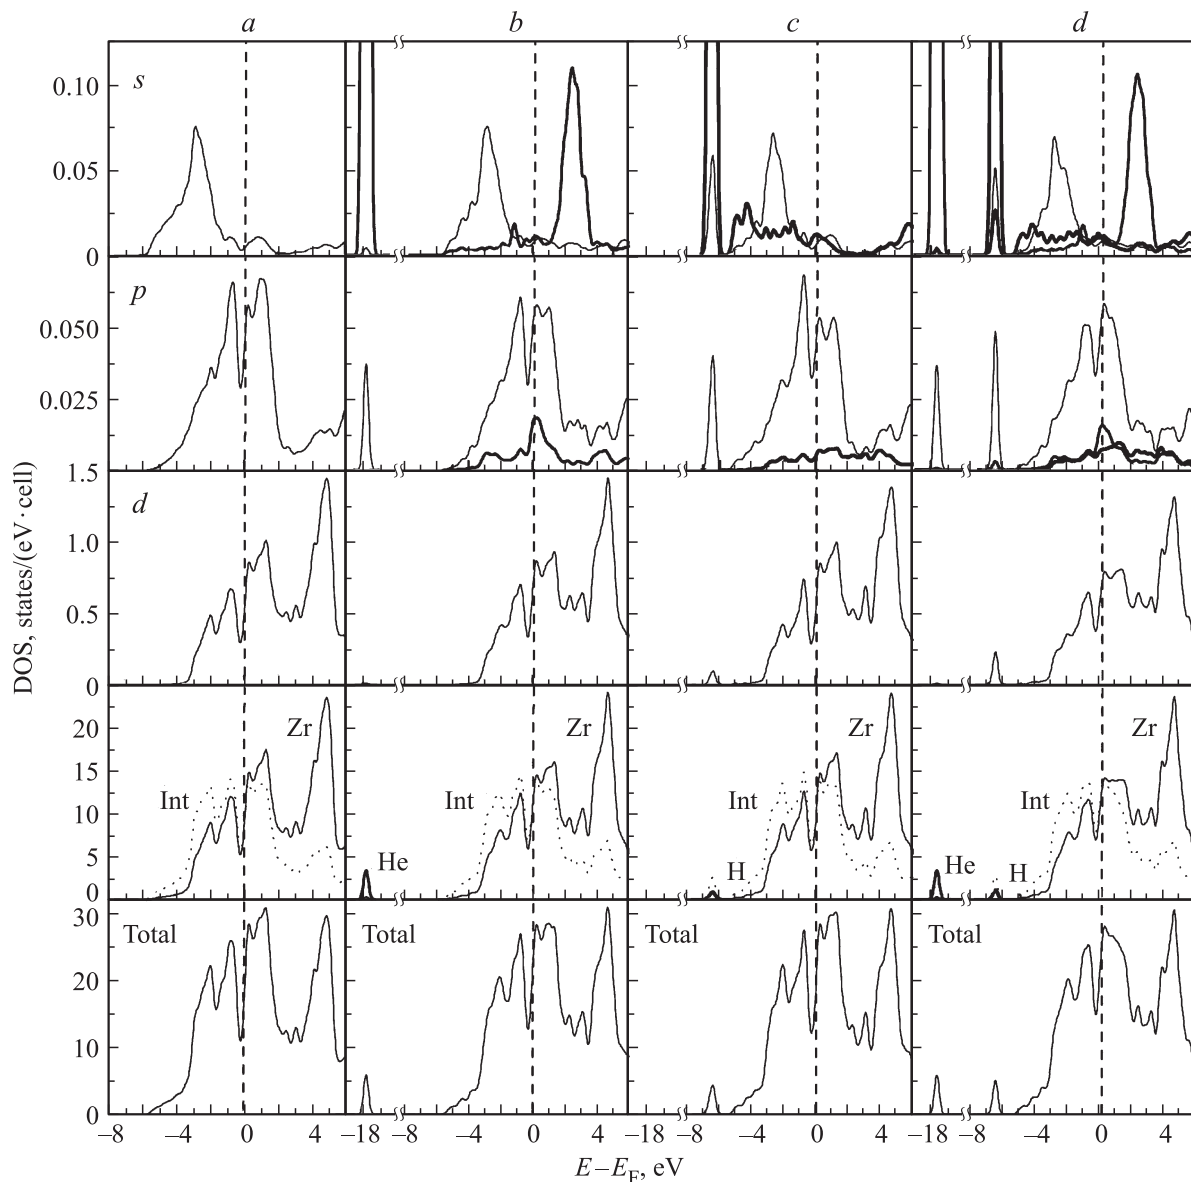 a b c d
s
0.10
0.05
0
p
0.050
0.025
1.5
d
1.0
0.5
0
Zr Zr Zr Zr
20
15
Int Int Int Int
10
5
He H He H
0
30
Total Total Total Total
20
10
0
−8 −4 0 4 −18 −8 −4 0 4 −18 −8 −4 0 4 −18 −8 −4 0 4
E−E_F, eV
DOS, states/(eV·cell)